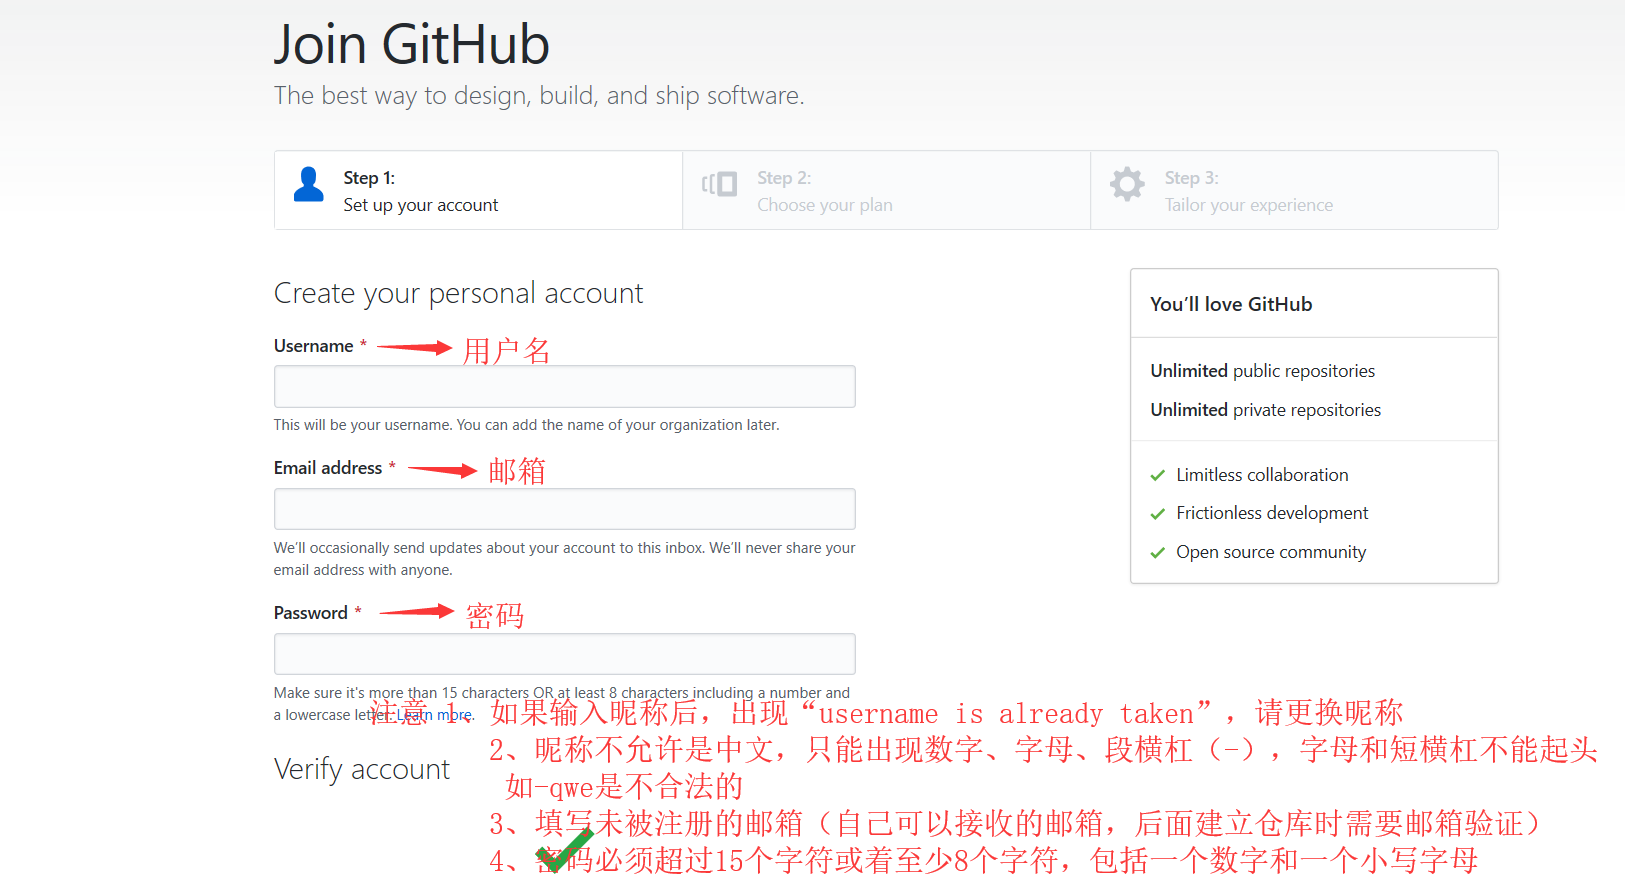 Join GitHub
The best way to design, build, and ship software.
Step 1:
Set up your account
Step 2:
Choose your plan
Step 3:
Tailor your experience
Create your personal account
Username * 用户名
This will be your username. You can add the name of your organization later.
Email address * 邮箱
We’ll occasionally send updates about your account to this inbox. We’ll never share your
email address with anyone.
Password * 密码
Make sure it's more than 15 characters OR at least 8 characters including a number and
a lowercase letter. Learn more.
注意 1、如果输入昵称后，出现“username is already taken”，请更换昵称
2、昵称不允许是中文，只能出现数字、字母、段横杠（-），字母和短横杠不能起头
如-qwe是不合法的
3、填写未被注册的邮箱（自己可以接收的邮箱，后面建立仓库时需要邮箱验证）
4、密码必须超过15个字符或着至少8个字符，包括一个数字和一个小写字母
Verify account
You’ll love GitHub
Unlimited public repositories
Unlimited private repositories
Limitless collaboration
Frictionless development
Open source community